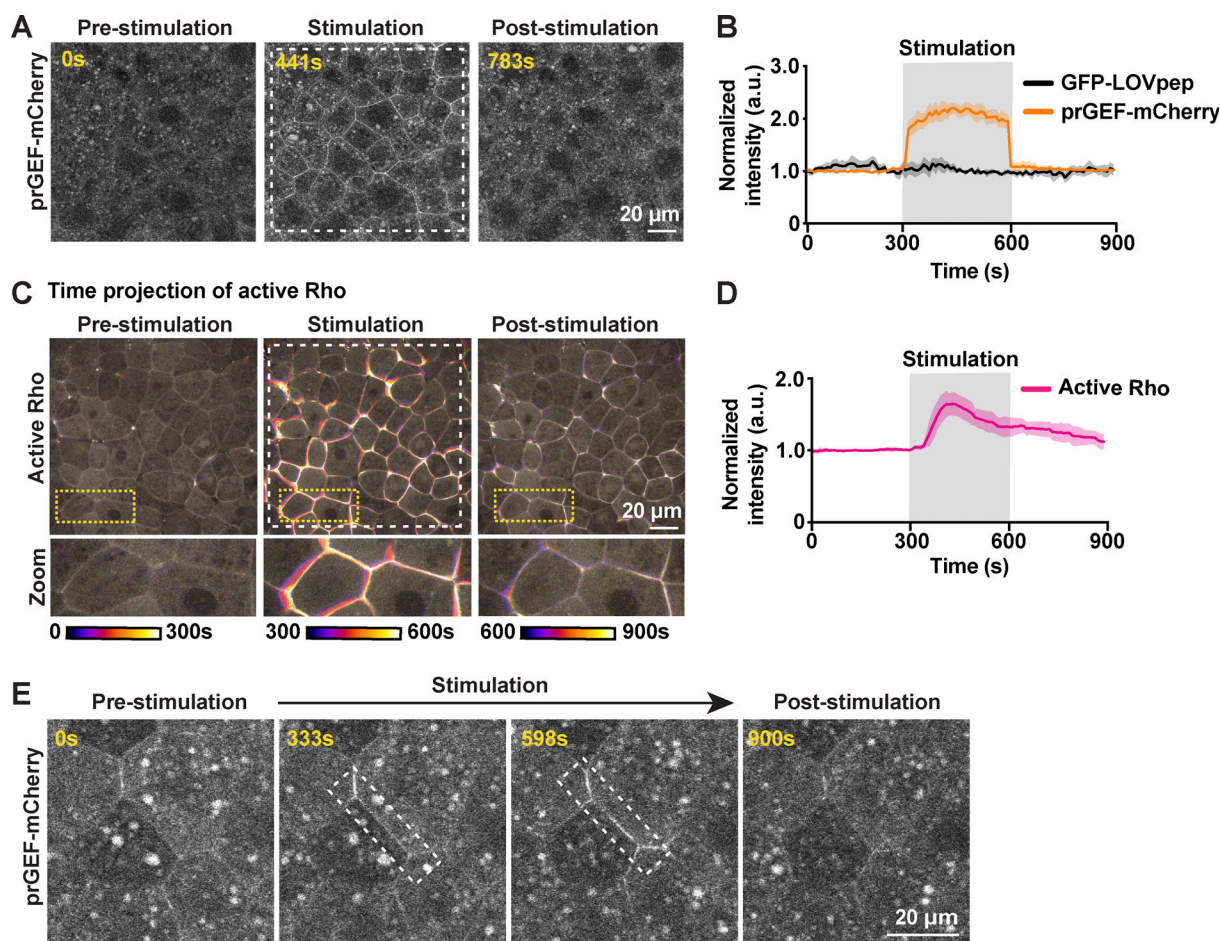 A
Pre-stimulation
Stimulation
Post-stimulation
prGEF-mCherry
0s
441s
783s
20 µm
B
Stimulation
Normalized
intensity (a.u.)
3.0
2.0
1.0
0
GFP-LOVpep
prGEF-mCherry
0
300
600
900
Time (s)
C Time projection of active Rho
Pre-stimulation
Stimulation
Post-stimulation
Active Rho
20 µm
Zoom
0
300s
300
600s
600
900s
D
Stimulation
Normalized
intensity (a.u.)
2.0
1.0
0
Active Rho
0
300
600
900
Time (s)
E
Pre-stimulation
Stimulation
Post-stimulation
prGEF-mCherry
0s
333s
598s
900s
20 µm